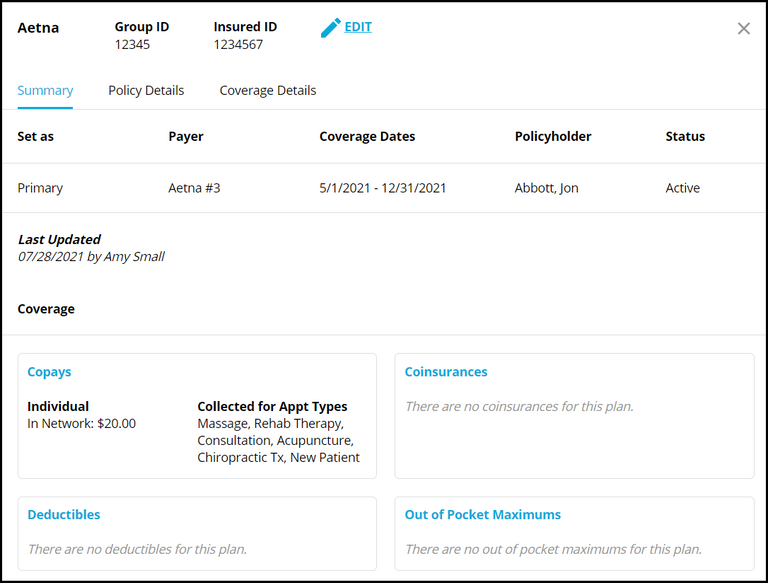 Aetna
Group ID
12345
Insured ID
1234567
EDIT
Summary Policy Details Coverage Details
Set as Payer Coverage Dates Policyholder Status
Primary Aetna #3 5/1/2021 - 12/31/2021 Abbott, Jon Active
Last Updated
07/28/2021 by Amy Small
Coverage
Copays
Individual
In Network: $20.00
Collected for Appt Types
Massage, Rehab Therapy,
Consultation, Acupuncture,
Chiropractic Tx, New Patient
Coinsurances
There are no coinsurances for this plan.
Deductibles
There are no deductibles for this plan.
Out of Pocket Maximums
There are no out of pocket maximums for this plan.